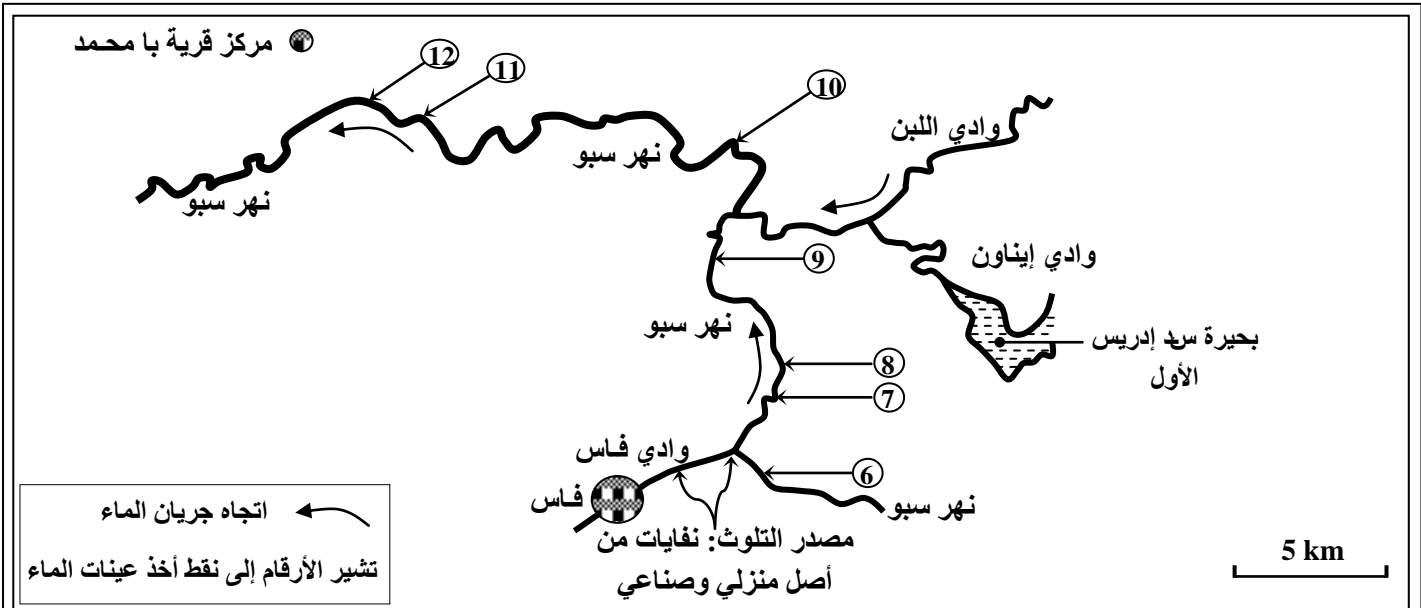 مركز قرية با محمد
12
11
10
وادي اللبن
نهر سبو
نهر سبو
وادي إيناون
9
نهر سبو
بحيرة سد إدريس
الأول
8
7
وادي فاس
6
فاس
نهر سبو
اتجاه جريان الماء
مصدر التلوث: نفايات من
أصل منزلي وصناعي
تشير الأرقام إلى نقط أخذ عينات الماء
5 km